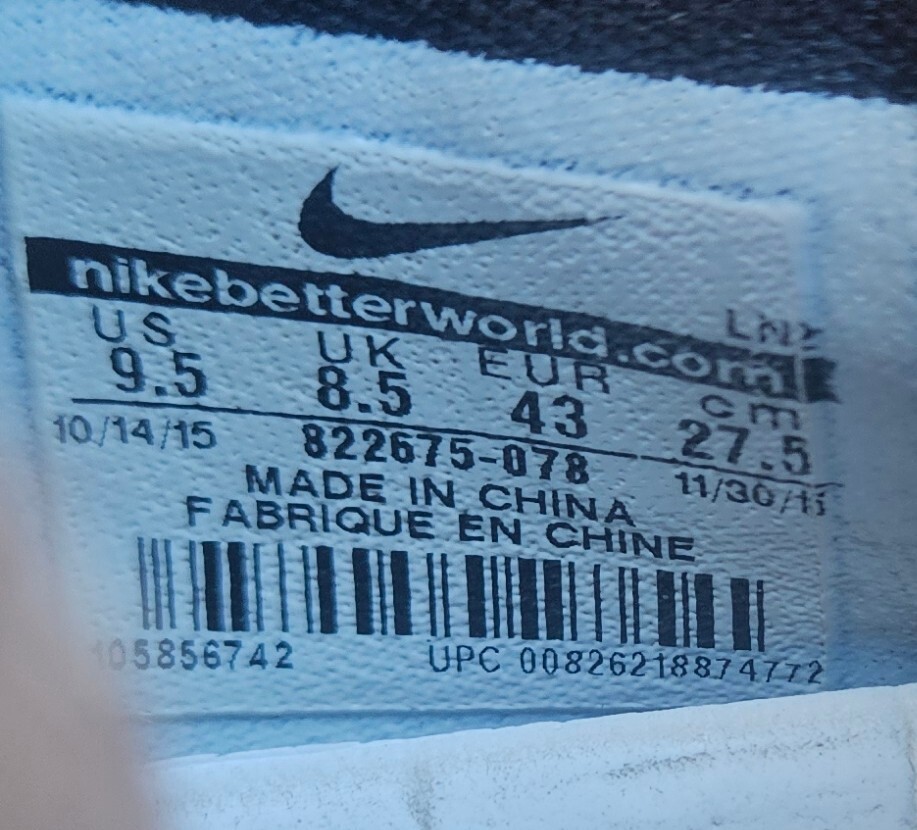 nikebetterworld.com
US UK EUR cm
9.5 8.5 43 27.5
10/14/15 822675-078
MADE IN CHINA
FABRIQUE EN CHINE
UPC 00826218874772